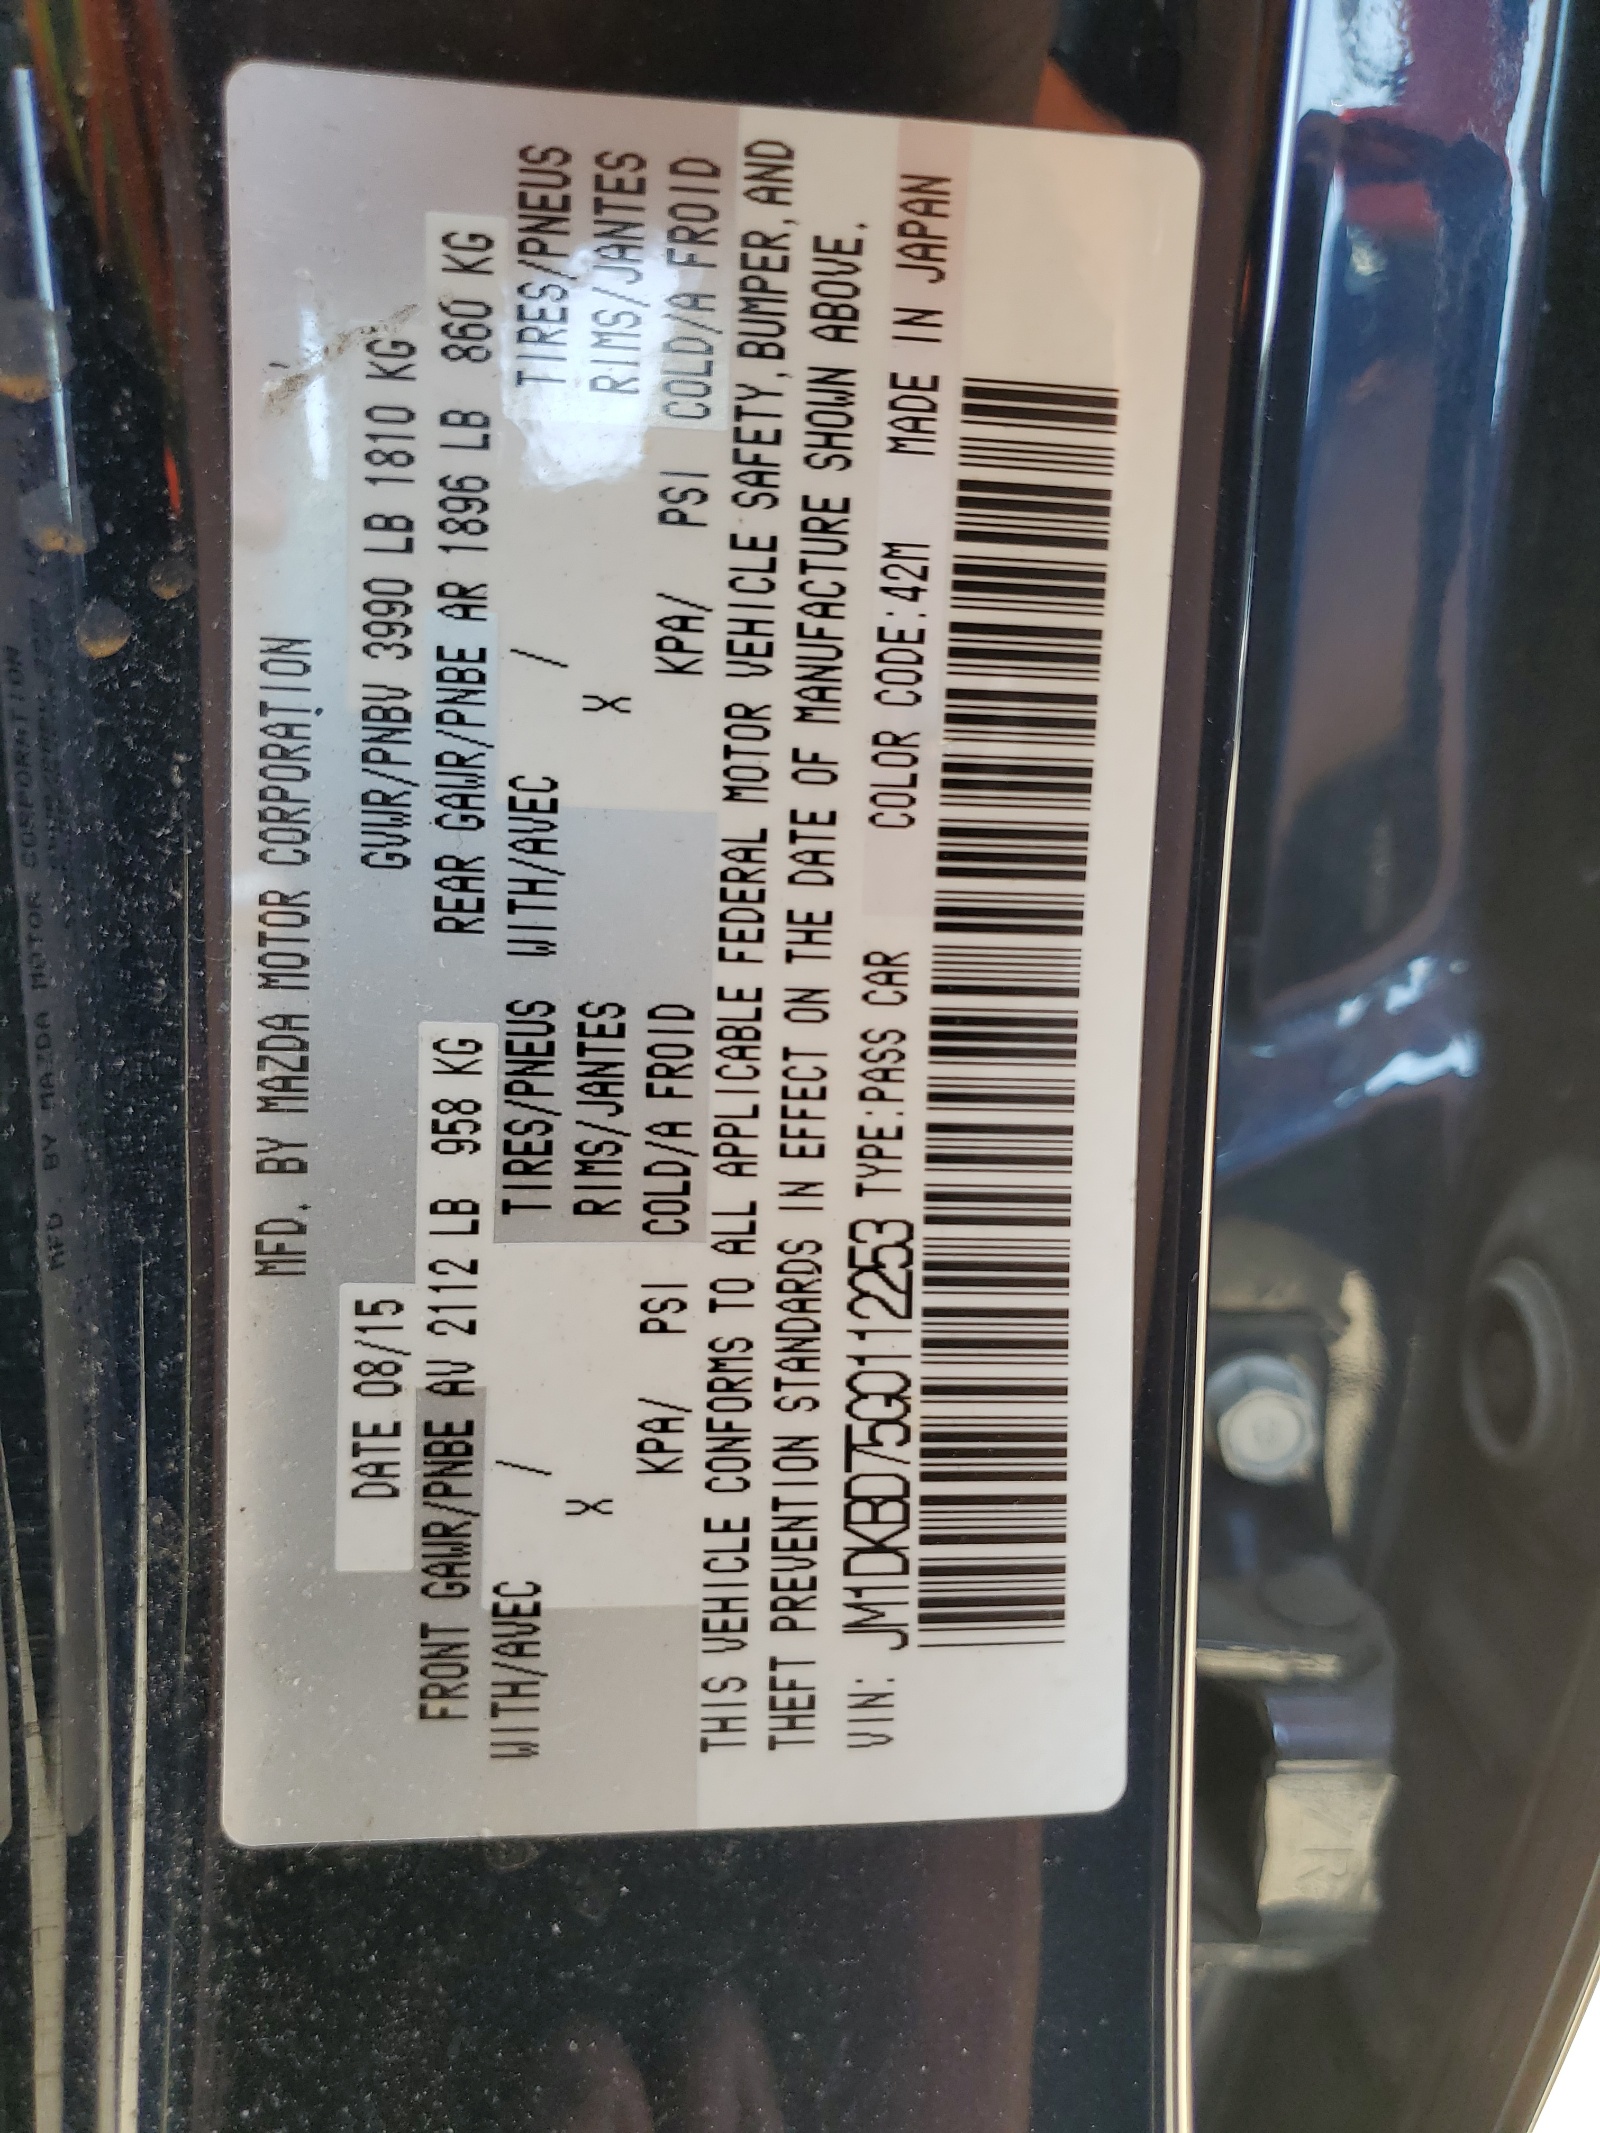 MFD. BY MAZDA MOTOR CORPORATION
DATE 08/15 GVWR/PNBV 3990 LB 1810 KG
FRONT GAWR/PNBE AV 2112 LB 958 KG REAR GAWR/PNBE AR 1896 LB 860 KG
WITH/AVEC / TIRES/PNEUS WITH/AVEC / TIRES/PNEUS
X RIMS/JANTES X RIMS/JANTES
KPA/ PSI COLD/A FROID KPA/ PSI COLD/A FROID
THIS VEHICLE CONFORMS TO ALL APPLICABLE FEDERAL MOTOR VEHICLE SAFETY, BUMPER, AND
THEFT PREVENTION STANDARDS IN EFFECT ON THE DATE OF MANUFACTURE SHOWN ABOVE.
VIN: JM1DKBD75G0112253 TYPE:PASS CAR COLOR CODE:42M MADE IN JAPAN